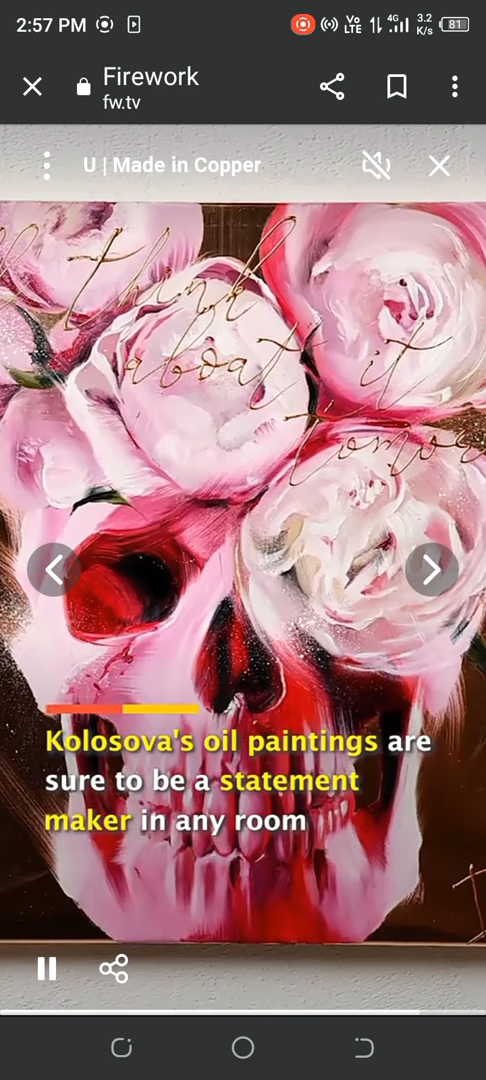 2:57 PM
Vo
LTE
4G
3.2
K/s
81
Firework
fw.tv
U | Made in Copper
think
about it
Kolosova's oil paintings are
sure to be a statement
maker in any room